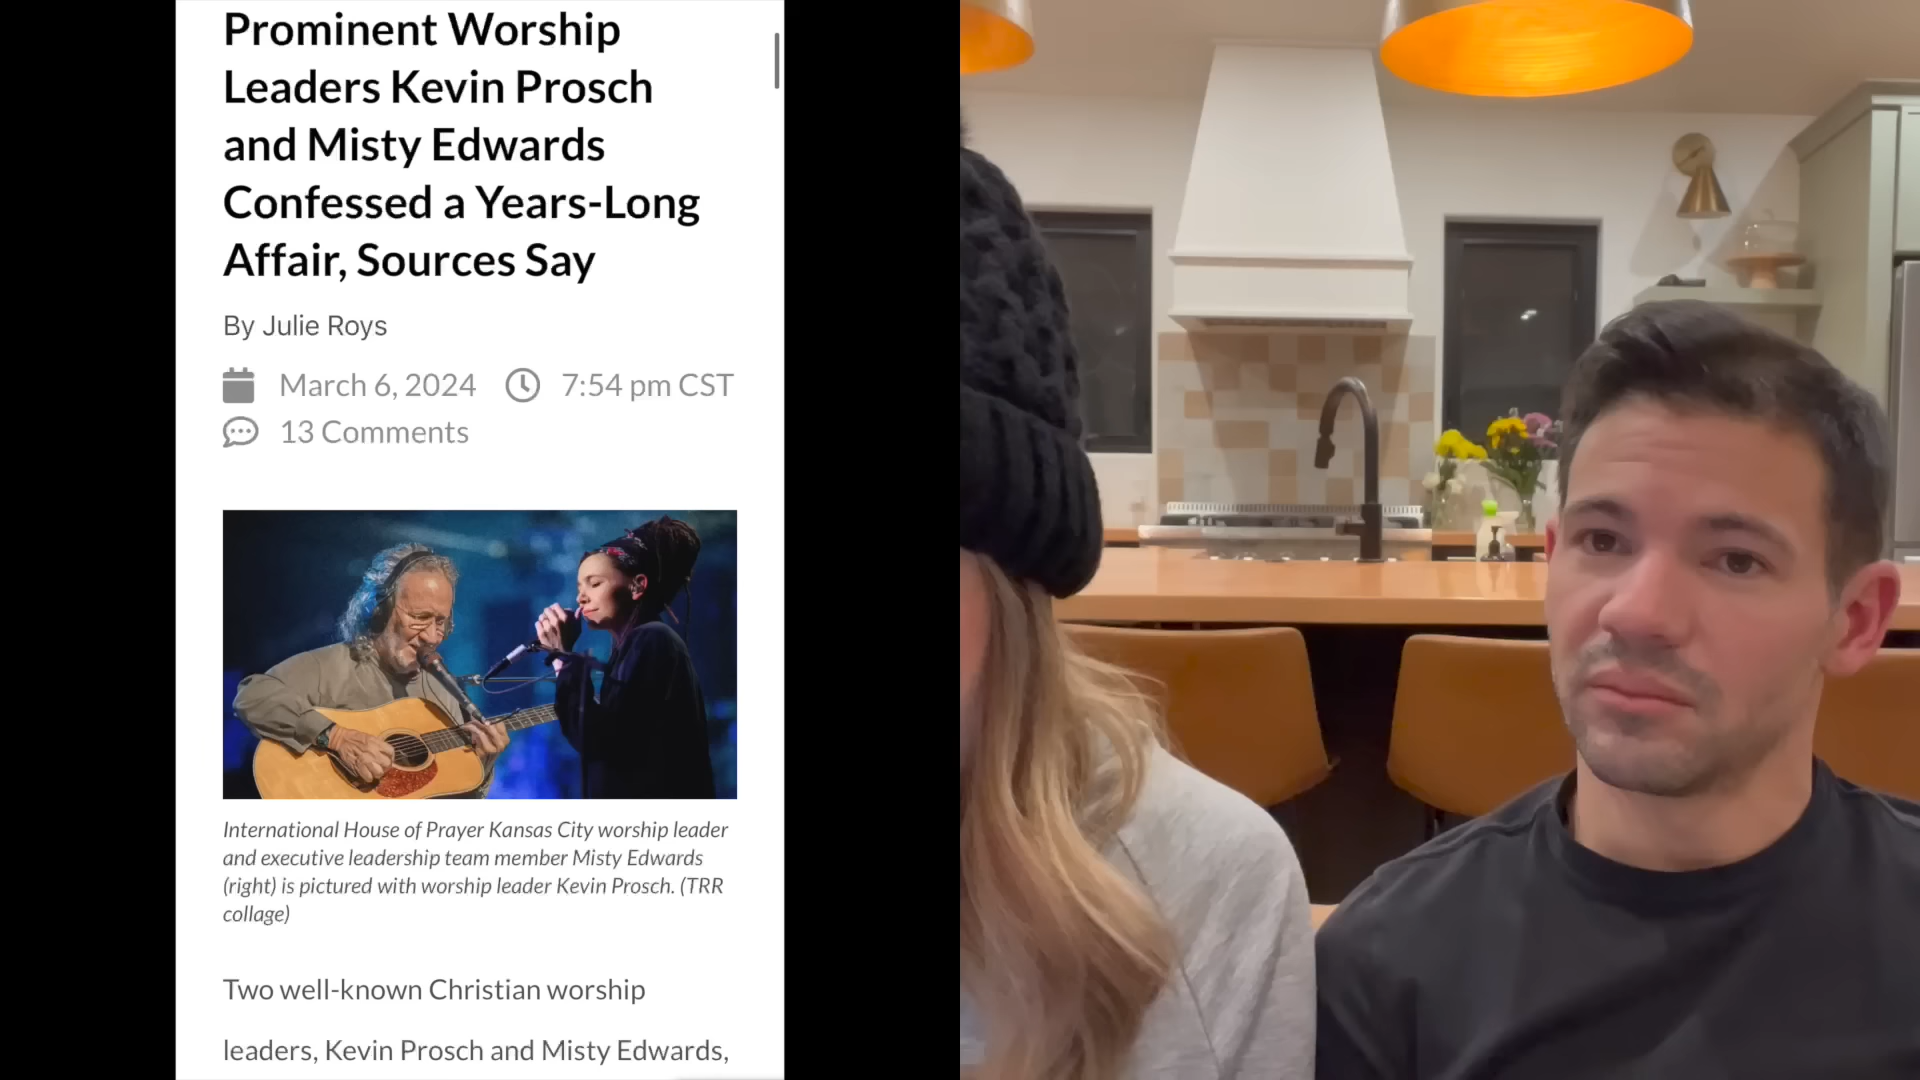 Prominent Worship
Leaders Kevin Prosch
and Misty Edwards
Confessed a Years-Long
Affair, Sources Say
By Julie Roys
March 6, 2024 7:54 pm CST
13 Comments
International House of Prayer Kansas City worship leader
and executive leadership team member Misty Edwards
(right) is pictured with worship leader Kevin Prosch. (TRR
collage)
Two well-known Christian worship
leaders, Kevin Prosch and Misty Edwards,